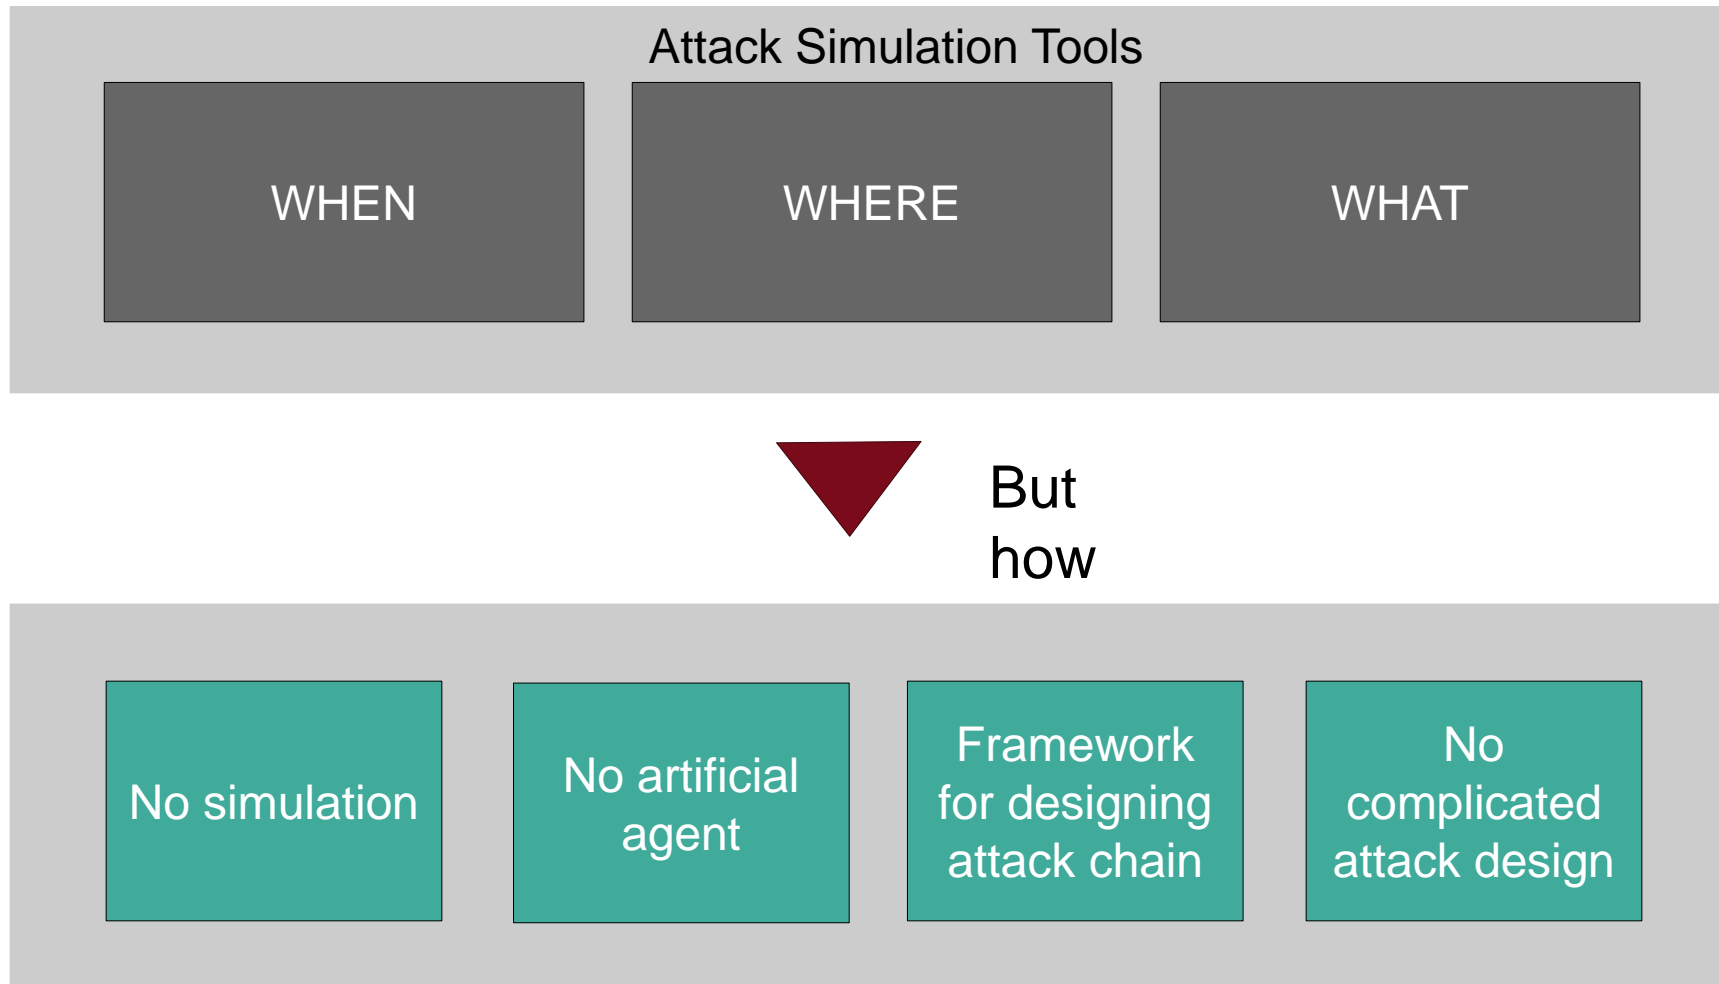 Attack Simulation Tools
WHEN
WHERE
WHAT
But
how
No simulation
No artificial
agent
Framework
for designing
attack chain
No
complicated
attack design